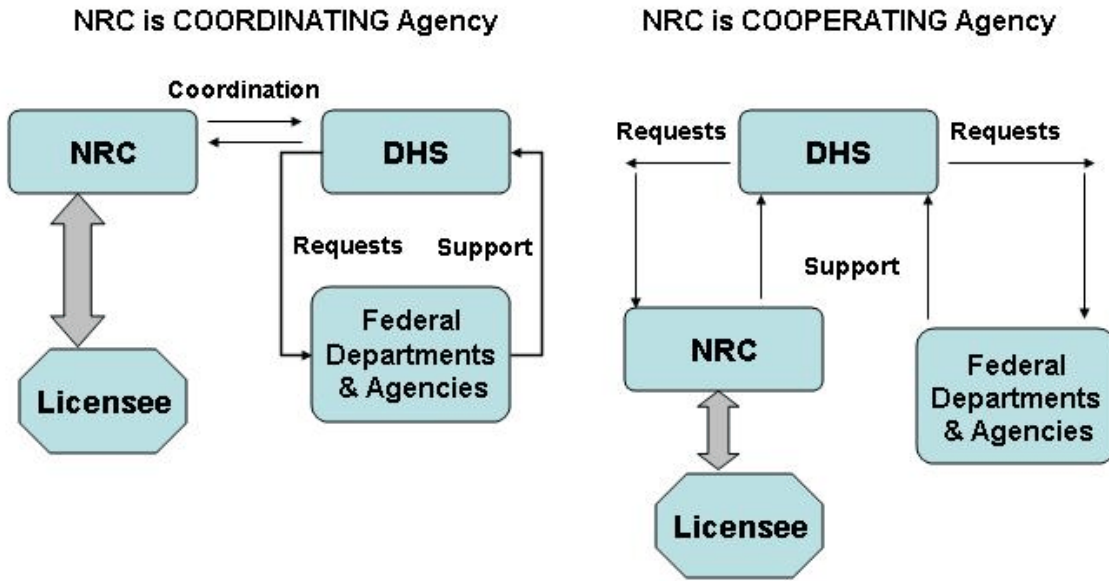 NRC is COORDINATING Agency
Coordination
NRC
DHS
Requests
Support
Federal
Departments
& Agencies
Licensee
NRC is COOPERATING Agency
Requests
DHS
Requests
Support
NRC
Federal
Departments
& Agencies
Licensee